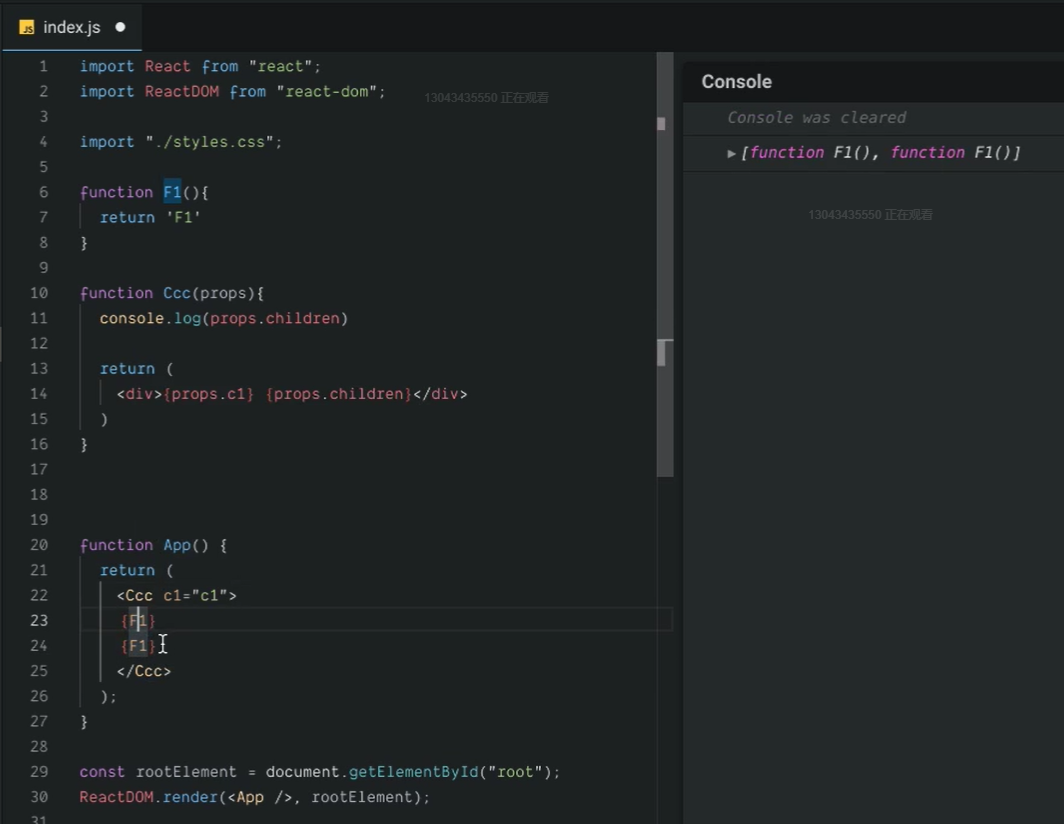 index.js
1 import React from "react";
2 import ReactDOM from "react-dom";
3
4 import "./styles.css";
5
6 function F1(){
7 return 'F1'
8 }
9
10 function Ccc(props){
11 console.log(props.children)
12
13 return (
14 <div>{props.c1} {props.children}</div>
15 )
16 }
17
18
19
20 function App() {
21 return (
22 <Ccc c1="c1">
23 {F1}
24 {F1}
25 </Ccc>
26 );
27 }
28
29 const rootElement = document.getElementById("root");
30 ReactDOM.render(<App />, rootElement);
31
13043435550 正在观看
Console
Console was cleared
[function F1(), function F1()]
13043435550 正在观看